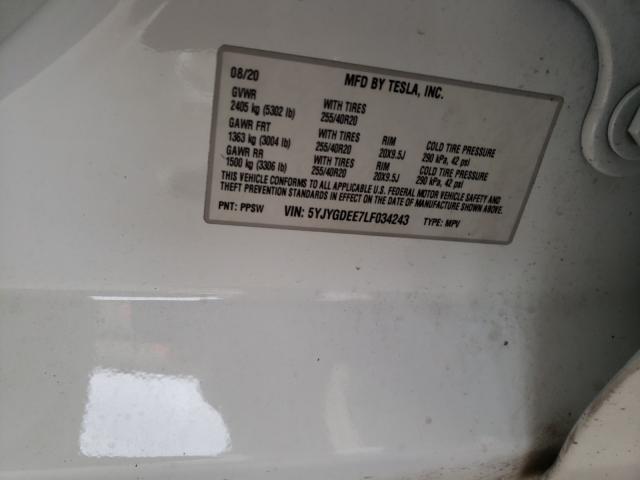 08/20 MFD BY TESLA, INC.
GVWR
2405 kg (5302 lb) WITH TIRES 255/40R20
GAWR FRT
1363 kg (3004 lb) WITH TIRES 255/40R20 RIM 20X9.5J COLD TIRE PRESSURE 290 kPa, 42 psi
GAWR RR
1500 kg (3306 lb) WITH TIRES 255/40R20 RIM 20X9.5J COLD TIRE PRESSURE 290 kPa, 42 psi
THIS VEHICLE CONFORMS TO ALL APPLICABLE U.S. FEDERAL MOTOR VEHICLE SAFETY AND
THEFT PREVENTION STANDARDS IN EFFECT ON THE DATE OF MANUFACTURE SHOWN ABOVE.
PNT: PPSW VIN: 5YJYGDEE7LF034243 TYPE: MPV